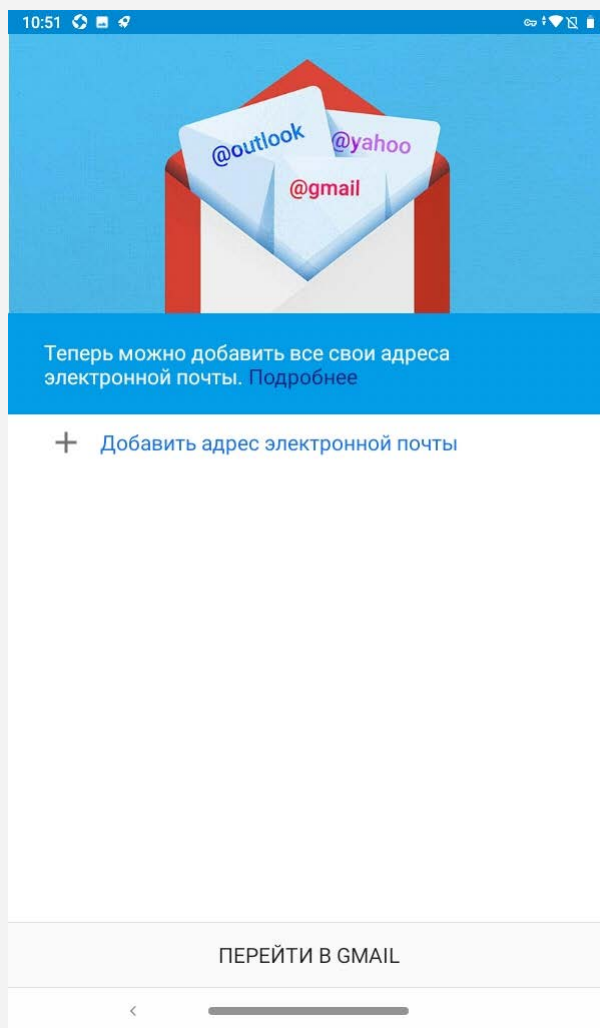 10:51
@outlook
@yahoo
@gmail
Теперь можно добавить все свои адреса
электронной почты. Подробнее
Добавить адрес электронной почты
ПЕРЕЙТИ В GMAIL